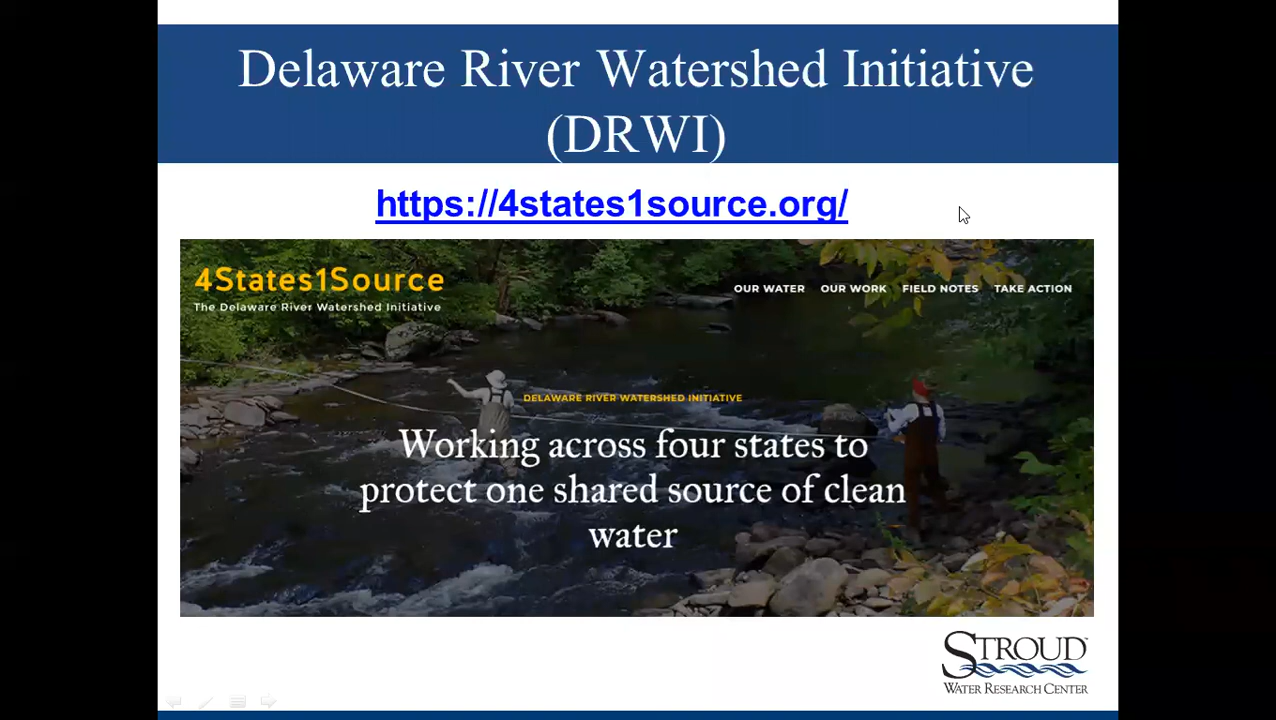 Delaware River Watershed Initiative
(DRWI)
https://4states1source.org/
4States1Source
The Delaware River Watershed Initiative
OUR WATER OUR WORK FIELD NOTES TAKE ACTION
DELAWARE RIVER WATERSHED INITIATIVE
Working across four states to
protect one shared source of clean
water
STROUD™
WATER RESEARCH CENTER